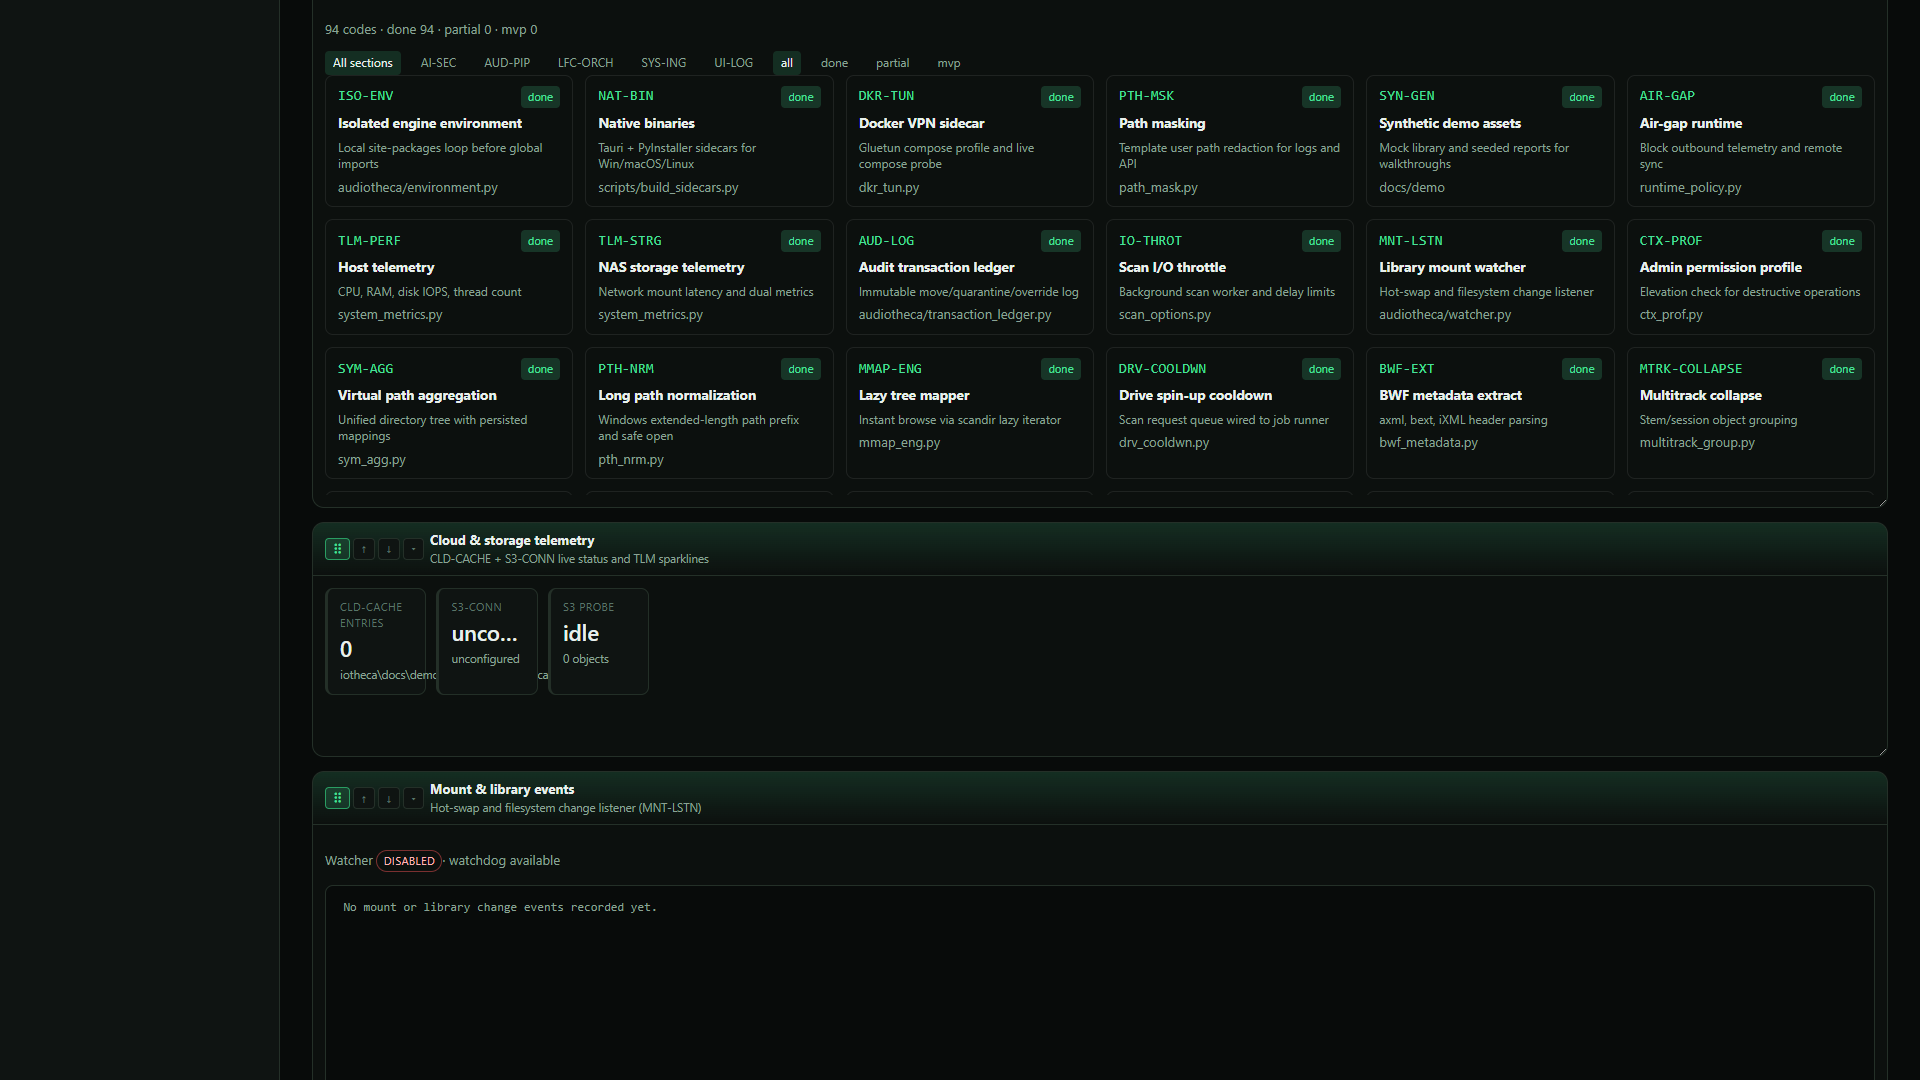 94 codes · done 94 · partial 0 · mvp 0
All sections AI-SEC AUD-PIP LFC-ORCH SYS-ING UI-LOG all done partial mvp
ISO-ENV done
Isolated engine environment
Local site-packages loop before global
imports
audiotheca/environment.py
NAT-BIN done
Native binaries
Tauri + PyInstaller sidecars for
Win/macOS/Linux
scripts/build_sidecars.py
DKR-TUN done
Docker VPN sidecar
Gluetun compose profile and live
compose probe
dkr_tun.py
PTH-MSK done
Path masking
Template user path redaction for logs and
API
path_mask.py
SYN-GEN done
Synthetic demo assets
Mock library and seeded reports for
walkthroughs
docs/demo
AIR-GAP done
Air-gap runtime
Block outbound telemetry and remote
sync
runtime_policy.py
TLM-PERF done
Host telemetry
CPU, RAM, disk IOPS, thread count
system_metrics.py
TLM-STRG done
NAS storage telemetry
Network mount latency and dual metrics
system_metrics.py
AUD-LOG done
Audit transaction ledger
Immutable move/quarantine/override log
audiotheca/transaction_ledger.py
IO-THROT done
Scan I/O throttle
Background scan worker and delay limits
scan_options.py
MNT-LSTN done
Library mount watcher
Hot-swap and filesystem change listener
audiotheca/watcher.py
CTX-PROF done
Admin permission profile
Elevation check for destructive operations
ctx_prof.py
SYM-AGG done
Virtual path aggregation
Unified directory tree with persisted
mappings
sym_agg.py
PTH-NRM done
Long path normalization
Windows extended-length path prefix
and safe open
pth_nrm.py
MMAP-ENG done
Lazy tree mapper
Instant browse via scandir lazy iterator
mmap_eng.py
DRV-COOLDWN done
Drive spin-up cooldown
Scan request queue wired to job runner
drv_cooldwn.py
BWF-EXT done
BWF metadata extract
axml, bext, iXML header parsing
bwf_metadata.py
MTRK-COLLAPSE done
Multitrack collapse
Stem/session object grouping
multitrack_group.py
⠿ ↑ ↓ - Cloud & storage telemetry
CLD-CACHE + S3-CONN live status and TLM sparklines
CLD-CACHE
ENTRIES
0
iotheca\docs\demo
S3-CONN
unco...
unconfigured
ca
S3 PROBE
idle
0 objects
⠿ ↑ ↓ - Mount & library events
Hot-swap and filesystem change listener (MNT-LSTN)
Watcher DISABLED · watchdog available
No mount or library change events recorded yet.